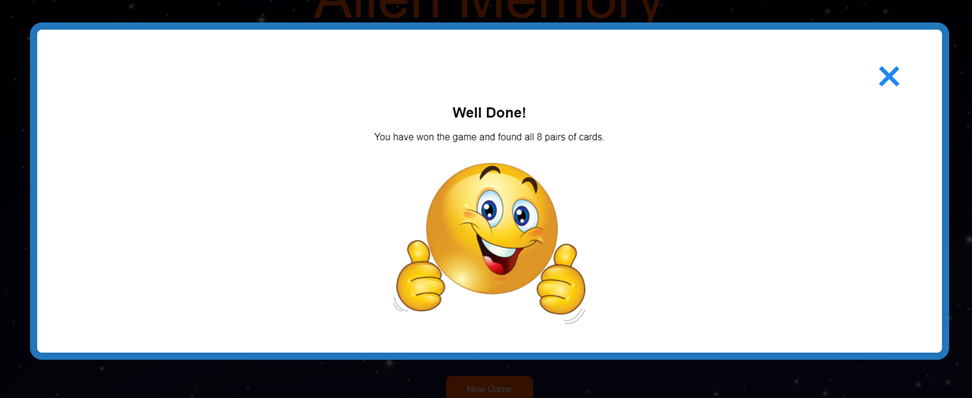 Alien Memory
Well Done!
You have won the game and found all 8 pairs of cards.
New Game